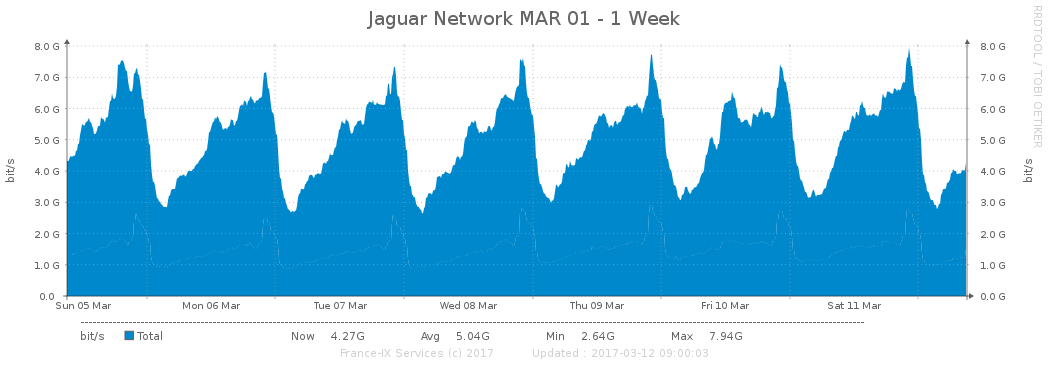 Jaguar Network MAR 01 - 1 Week
RRDTOOL / TOBI OETIKER
bit/s
8.0 G
7.0 G
6.0 G
5.0 G
4.0 G
3.0 G
2.0 G
1.0 G
0.0
8.0 G
7.0 G
6.0 G
5.0 G
4.0 G
3.0 G
2.0 G
1.0 G
0.0 G
bit/s
Sun 05 Mar Mon 06 Mar Tue 07 Mar Wed 08 Mar Thu 09 Mar Fri 10 Mar Sat 11 Mar
bit/s Total Now 4.27G Avg 5.04G Min 2.64G Max 7.94G
France-IX Services (c) 2017 Updated : 2017-03-12 09:00:03